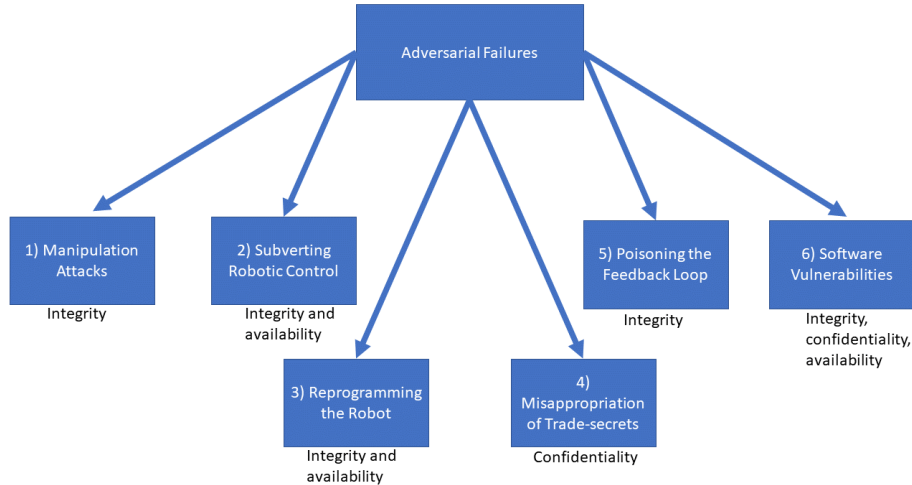 Adversarial Failures
1) Manipulation
Attacks
Integrity
2) Subverting
Robotic Control
Integrity and
availability
3) Reprogramming
the Robot
Integrity and
availability
4)
Misappropriation
of Trade-secrets
Confidentiality
5) Poisoning the
Feedback Loop
Integrity
6) Software
Vulnerabilities
Integrity,
confidentiality,
availability